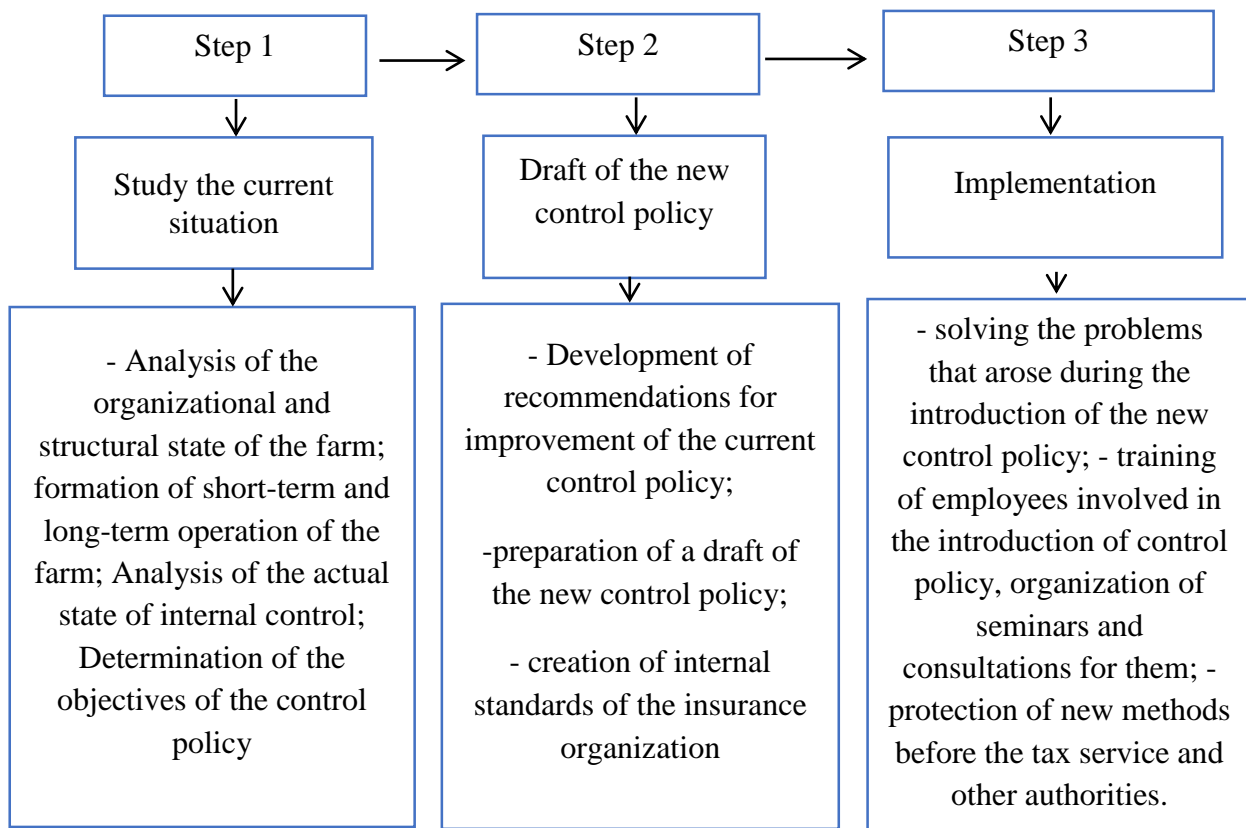 Step 1
Step 2
Step 3
Study the current
situation
Draft of the new
control policy
Implementation
- Analysis of the
organizational and
structural state of the farm;
formation of short-term and
long-term operation of the
farm; Analysis of the actual
state of internal control;
Determination of the
objectives of the control
policy
- Development of
recommendations for
improvement of the current
control policy;
-preparation of a draft of
the new control policy;
- creation of internal
standards of the insurance
organization
- solving the problems
that arose during the
introduction of the new
control policy; - training
of employees involved in
the introduction of control
policy, organization of
seminars and
consultations for them; -
protection of new methods
before the tax service and
other authorities.